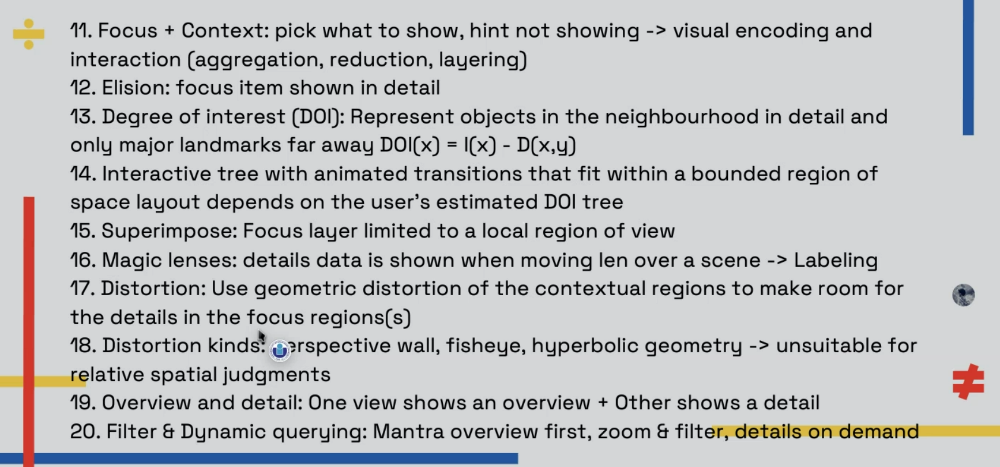 11. Focus + Context: pick what to show, hint not showing -> visual encoding and
interaction (aggregation, reduction, layering)
12. Elision: focus item shown in detail
13. Degree of interest (DOI): Represent objects in the neighbourhood in detail and
only major landmarks far away DOI(x) = I(x) - D(x,y)
14. Interactive tree with animated transitions that fit within a bounded region of
space layout depends on the user's estimated DOI tree
15. Superimpose: Focus layer limited to a local region of view
16. Magic lenses: details data is shown when moving len over a scene -> Labeling
17. Distortion: Use geometric distortion of the contextual regions to make room for
the details in the focus regions(s)
18. Distortion kinds: erspective wall, fisheye, hyperbolic geometry -> unsuitable for
relative spatial judgments
19. Overview and detail: One view shows an overview + Other shows a detail
20. Filter & Dynamic querying: Mantra overview first, zoom & filter, details on demand